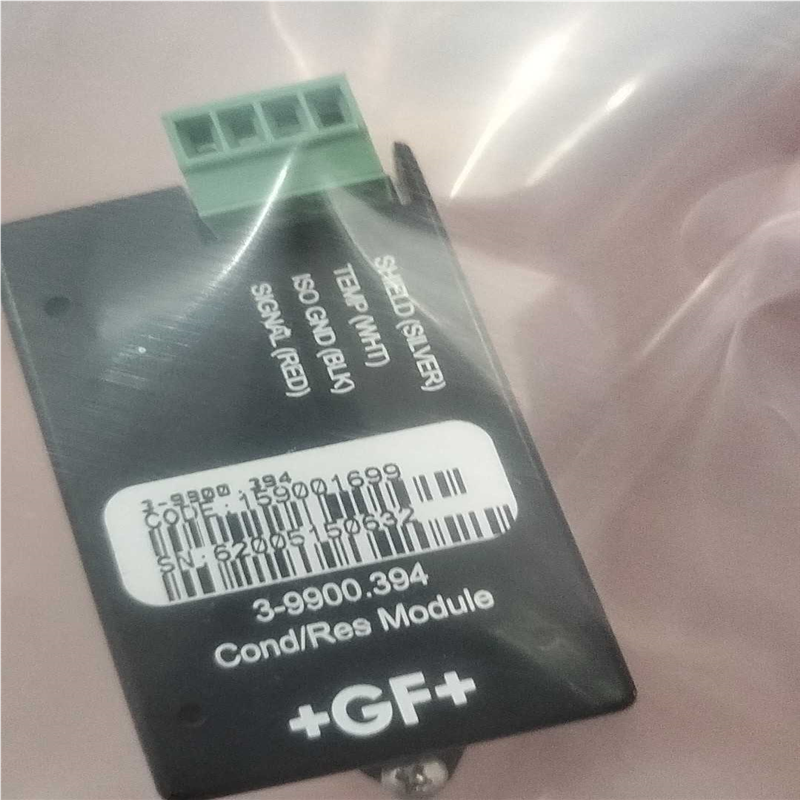 SHIELD (SILVER)
TEMP (WHT)
ISO GND (BLK)
SIGNAL (RED)
3-9900.394
CODE: 159001699
SN: 62005150632
3-9900.394
Cond/Res Module
+GF+